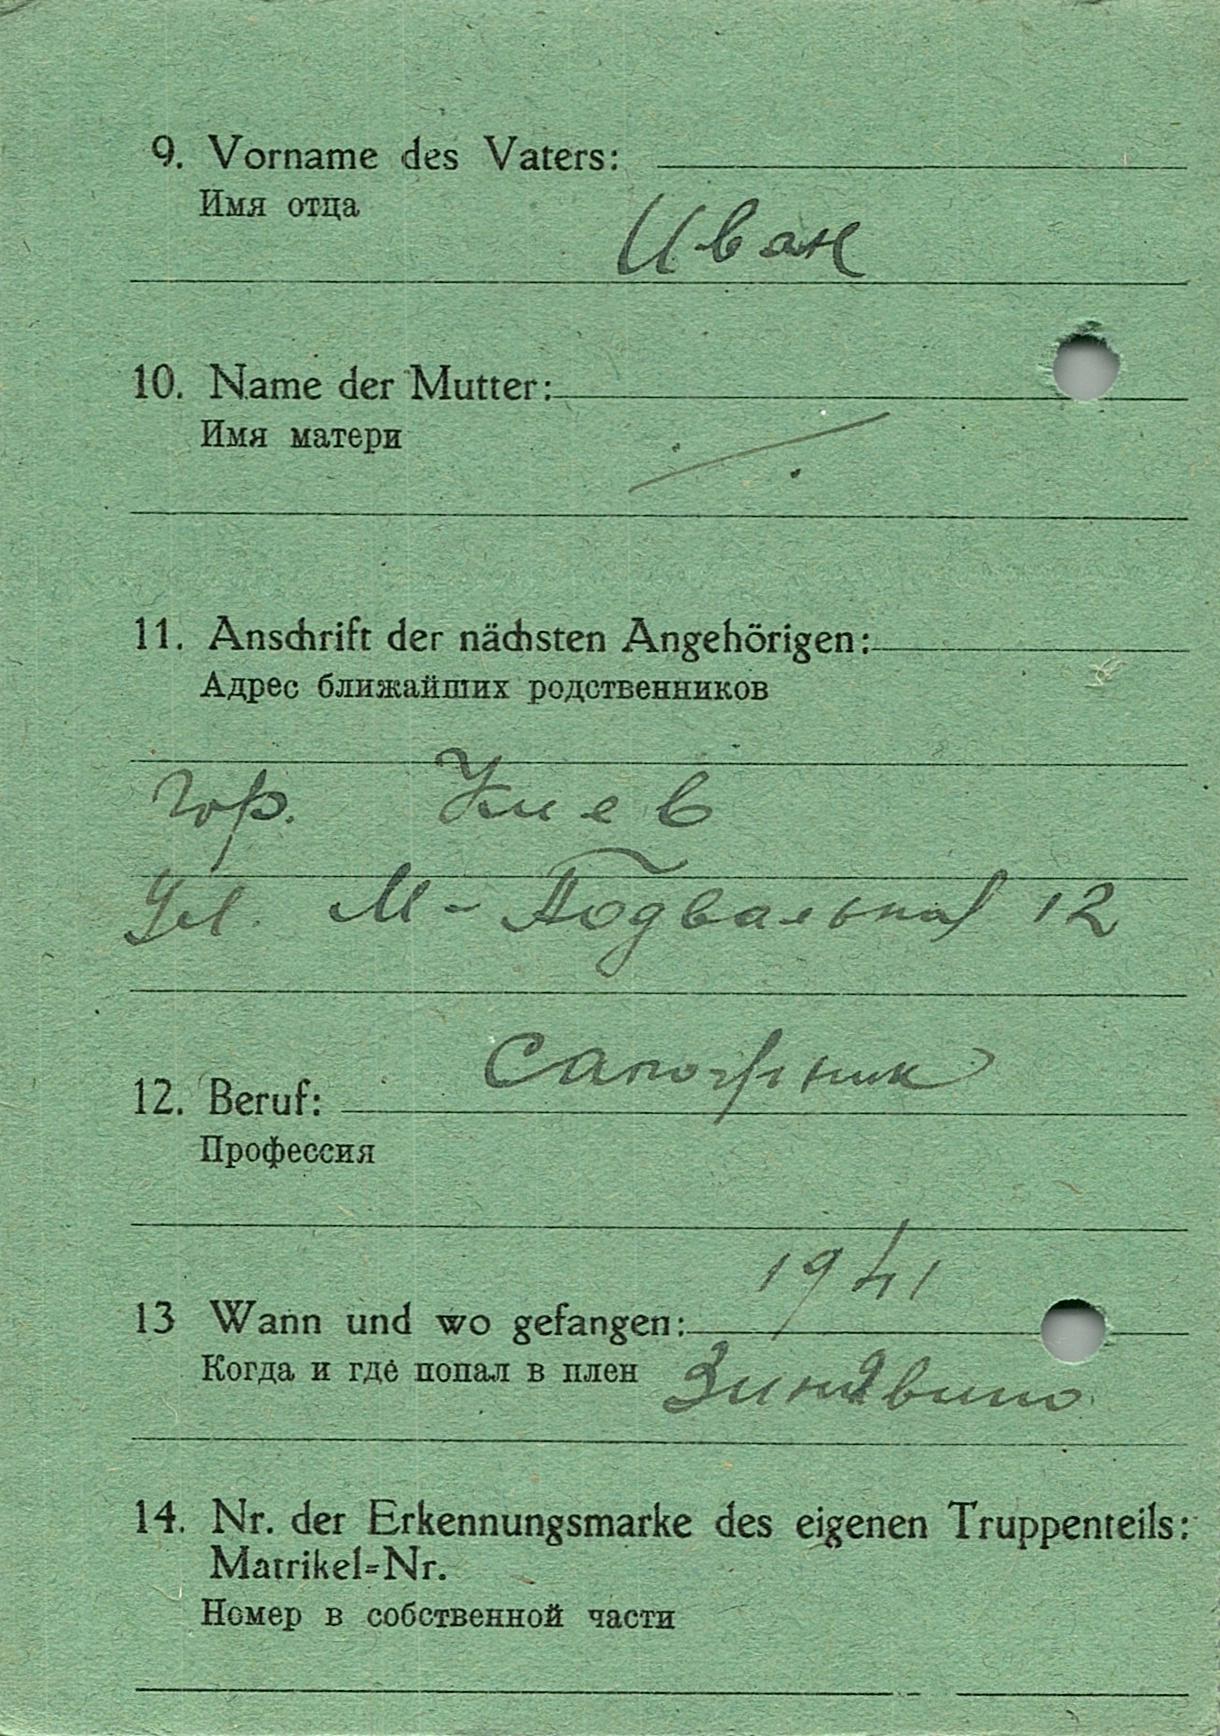 9. Vorname des Vaters:
Имя отца
Иван
10. Name der Mutter:
Имя матери
11. Anschrift der nächsten Angehörigen:
Адрес ближайших родственников
гор. Киев
Ул. М-Подвальная 12
Сапожник
12. Beruf:
Профессия
1941
13 Wann und wo gefangen:
Когда и где попал в плен
Зинявино
14. Nr. der Erkennungsmarke des eigenen Truppenteils:
Matrikel=Nr.
Номер в собственной части